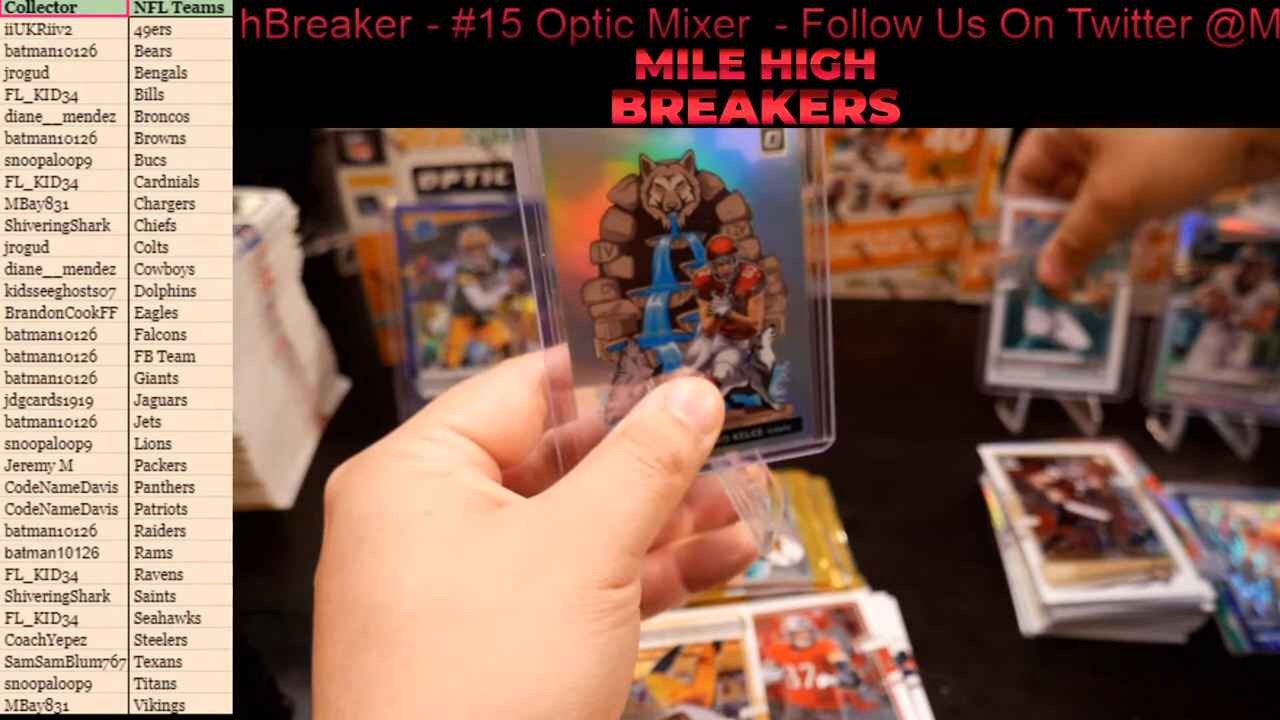 Collector NFL Teams
iiUKRiiv2 49ers
batman10126 Bears
jrogud Bengals
FL_KID34 Bills
diane__mendez Broncos
batman10126 Browns
snoopaloop9 Bucs
FL_KID34 Cardnials
MBay831 Chargers
ShiveringShark Chiefs
jrogud Colts
diane__mendez Cowboys
kidsseeghosts07 Dolphins
BrandonCookFF Eagles
batman10126 Falcons
batman10126 FB Team
batman10126 Giants
jdgcards1919 Jaguars
batman10126 Jets
snoopaloop9 Lions
Jeremy M Packers
CodeNameDavis Panthers
CodeNameDavis Patriots
batman10126 Raiders
batman10126 Rams
FL_KID34 Ravens
ShiveringShark Saints
FL_KID34 Seahawks
CoachYepez Steelers
SamSamBlum767 Texans
snoopaloop9 Titans
MBay831 Vikings
hBreaker - #15 Optic Mixer - Follow Us On Twitter @M
MILE HIGH
BREAKERS
OPTIC
KELCE
87